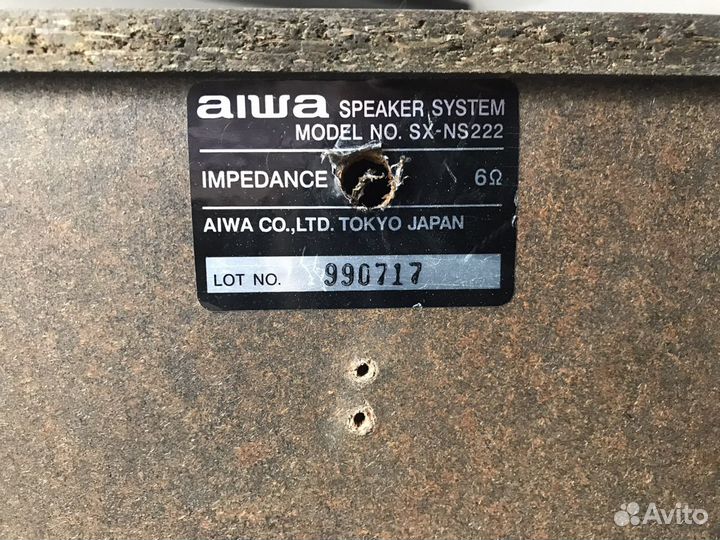 aiwa SPEAKER SYSTEM
MODEL NO. SX-NS222
IMPEDANCE 6Ω
AIWA CO.,LTD. TOKYO JAPAN
LOT NO. 990717
Avito